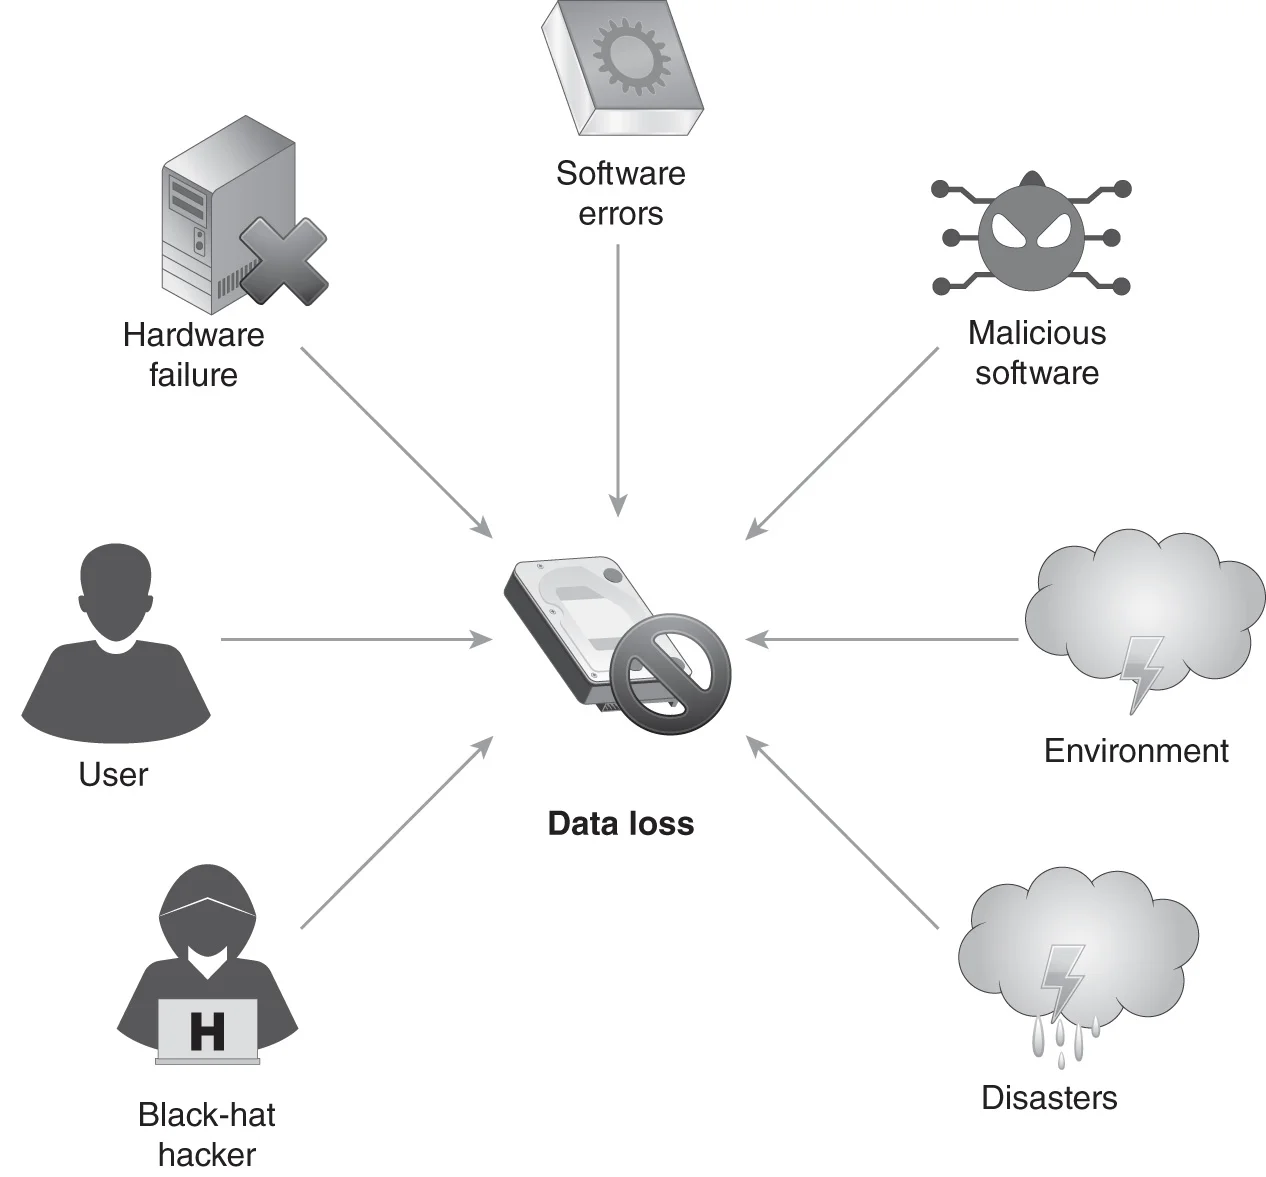 Software
errors
Hardware
failure
Malicious
software
User
Environment
Data loss
H
Black-hat
hacker
Disasters